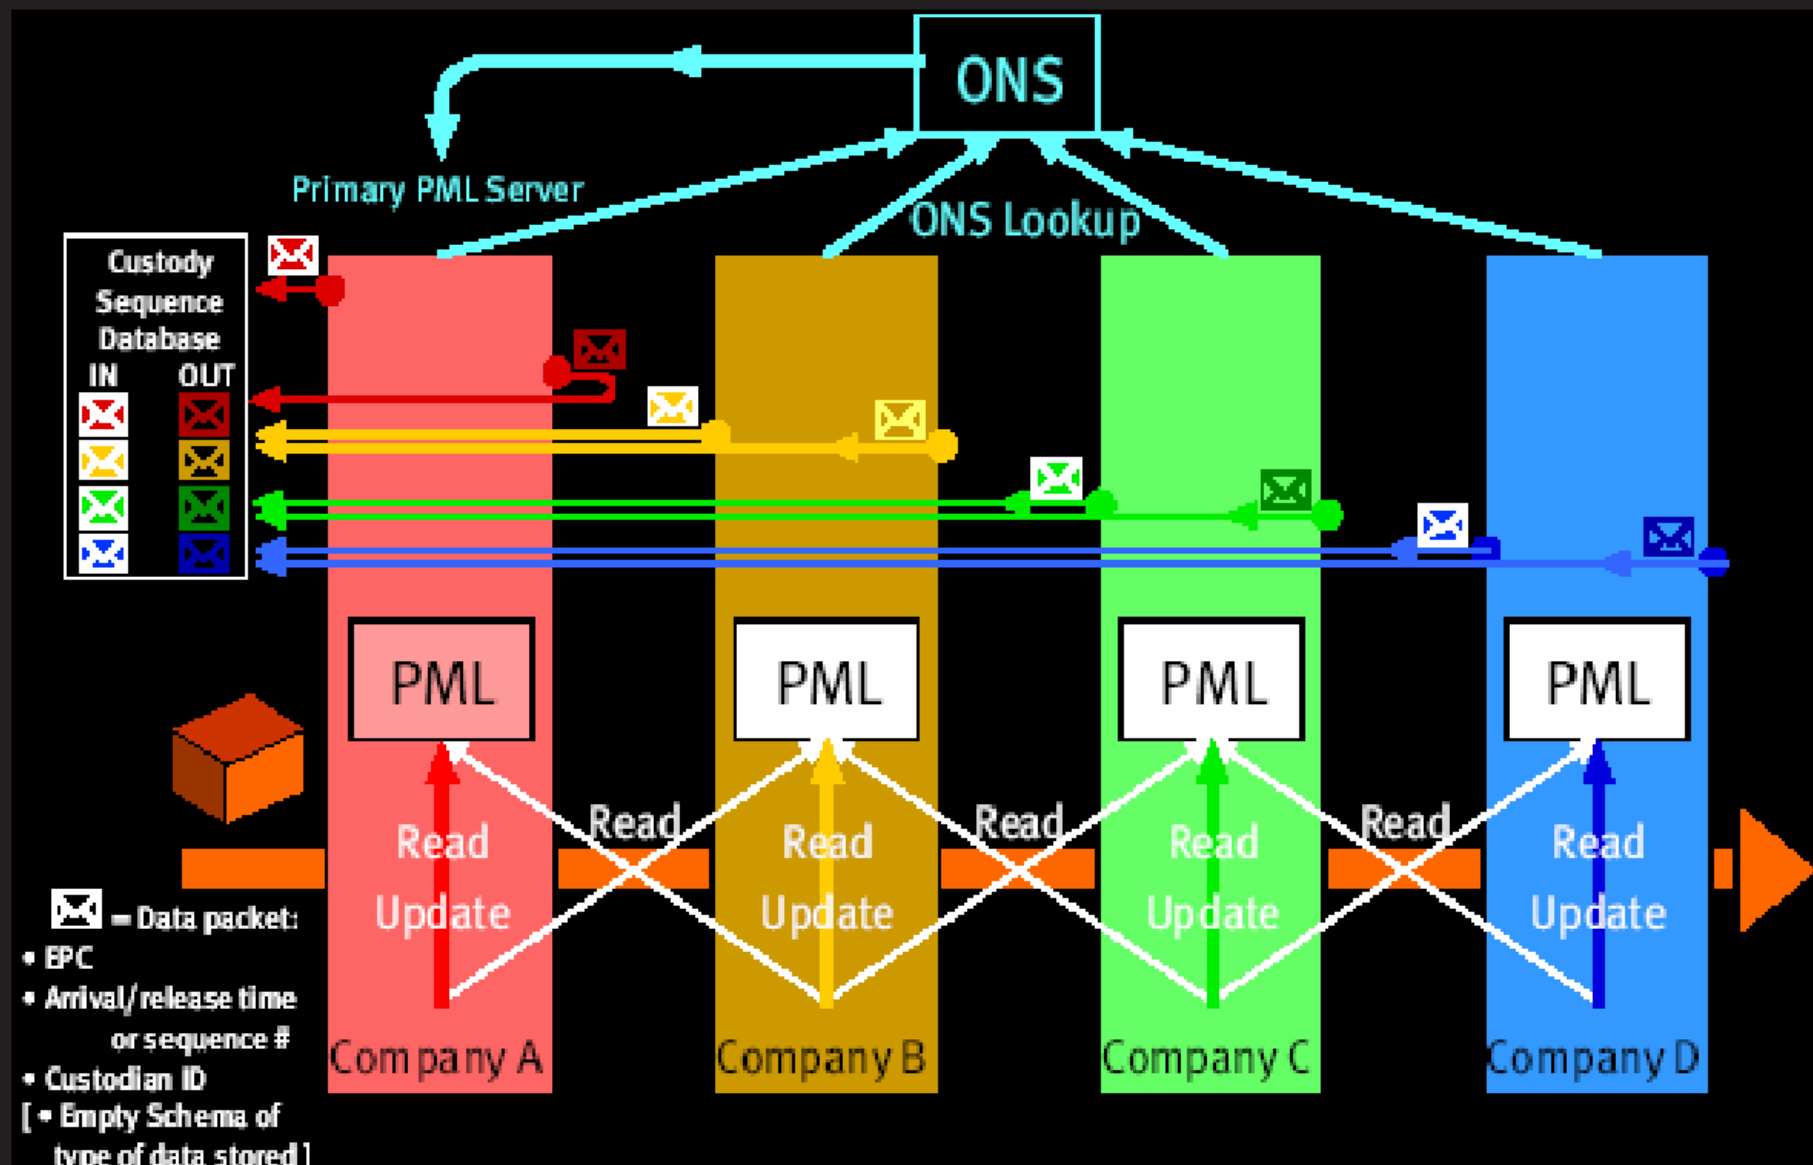 ONS
Primary PML Server
ONS Lookup
Custody
Sequence
Database
IN OUT
PML PML PML PML
Read Read Read
Read Read Read Read
Update Update Update Update
= Data packet:
• EPC
• Arrival/release time
or sequence #
• Custodian ID
[ • Empty Schema of
type of data stored ]
Company A Company B Company C Company D